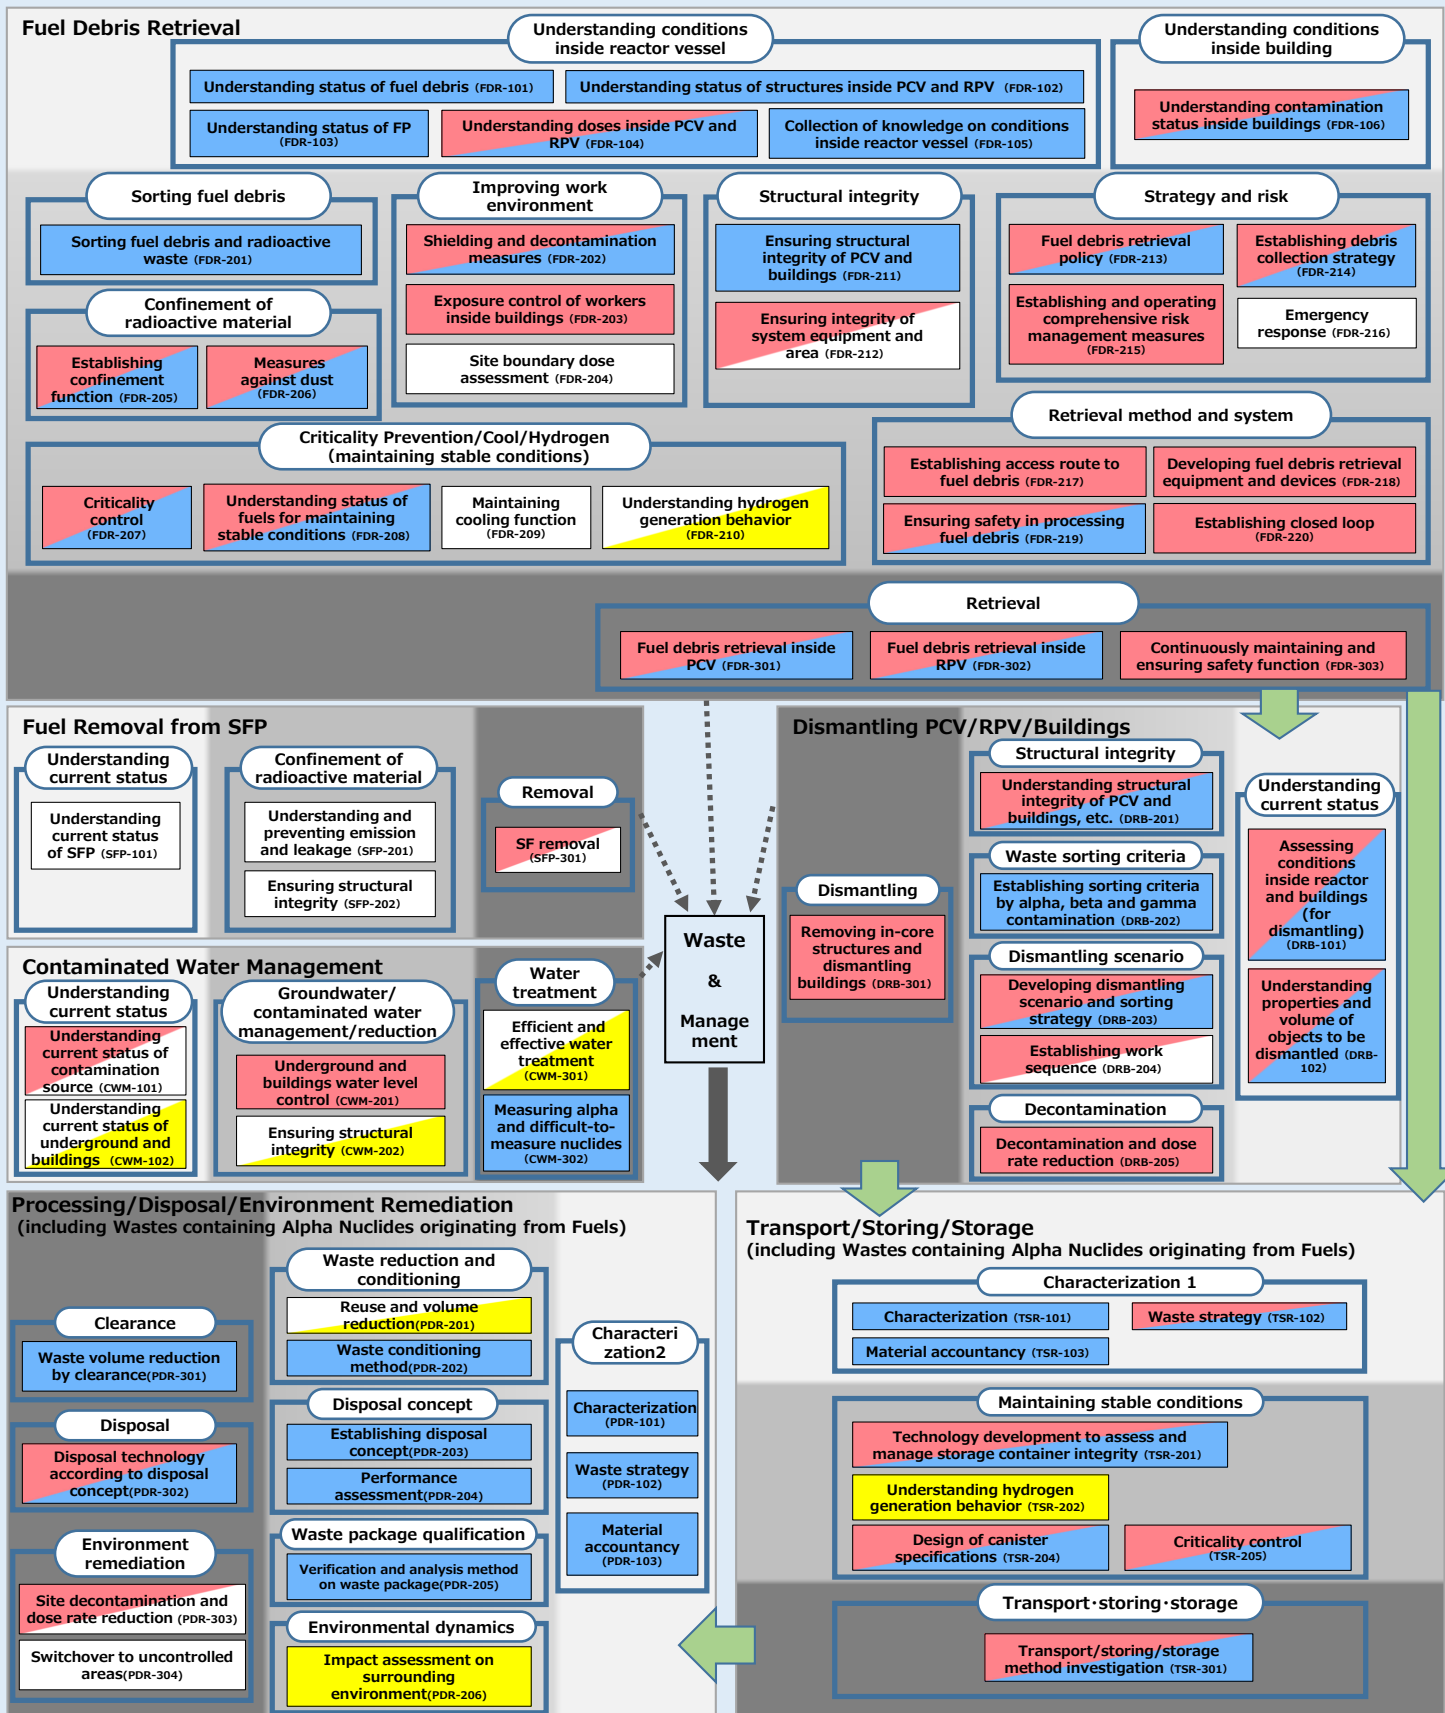 Fuel Debris Retrieval
Understanding conditions
inside reactor vessel
Understanding status of fuel debris (FDR-101)
Understanding status of structures inside PCV and RPV (FDR-102)
Understanding status of FP
(FDR-103)
Understanding doses inside PCV and
RPV (FDR-104)
Collection of knowledge on conditions
inside reactor vessel (FDR-105)
Understanding conditions
inside building
Understanding contamination
status inside buildings (FDR-106)
Sorting fuel debris
Sorting fuel debris and radioactive
waste (FDR-201)
Improving work
environment
Shielding and decontamination
measures (FDR-202)
Exposure control of workers
inside buildings (FDR-203)
Site boundary dose
assessment (FDR-204)
Structural integrity
Ensuring structural
integrity of PCV and
buildings (FDR-211)
Ensuring integrity of
system equipment and
area (FDR-212)
Strategy and risk
Fuel debris retrieval
policy (FDR-213)
Establishing debris
collection strategy
(FDR-214)
Establishing and operating
comprehensive risk
management measures
(FDR-215)
Emergency
response (FDR-216)
Confinement of
radioactive material
Establishing
confinement
function (FDR-205)
Measures
against dust
(FDR-206)
Criticality Prevention/Cool/Hydrogen
(maintaining stable conditions)
Criticality
control
(FDR-207)
Understanding status of
fuels for maintaining
stable conditions (FDR-208)
Maintaining
cooling function
(FDR-209)
Understanding hydrogen
generation behavior
(FDR-210)
Retrieval method and system
Establishing access route to
fuel debris (FDR-217)
Developing fuel debris retrieval
equipment and devices (FDR-218)
Ensuring safety in processing
fuel debris (FDR-219)
Establishing closed loop
(FDR-220)
Retrieval
Fuel debris retrieval inside
PCV (FDR-301)
Fuel debris retrieval inside
RPV (FDR-302)
Continuously maintaining and
ensuring safety function (FDR-303)
Fuel Removal from SFP
Understanding
current status
Understanding
current status
of SFP (SFP-101)
Confinement of
radioactive material
Understanding and
preventing emission
and leakage (SFP-201)
Ensuring structural
integrity (SFP-202)
Removal
SF removal
(SFP-301)
Contaminated Water Management
Understanding
current status
Understanding
current status of
contamination
source (CWM-101)
Understanding
current status of
underground and
buildings (CWM-102)
Groundwater/
contaminated water
management/reduction
Underground and
buildings water level
control (CWM-201)
Ensuring structural
integrity (CWM-202)
Water
treatment
Efficient and
effective water
treatment
(CWM-301)
Measuring alpha
and difficult-to-
measure nuclides
(CWM-302)
Waste
&
Manage
ment
Dismantling PCV/RPV/Buildings
Dismantling
Removing in-core
structures and
dismantling
buildings (DRB-301)
Structural integrity
Understanding structural
integrity of PCV and
buildings, etc. (DRB-201)
Waste sorting criteria
Establishing sorting criteria
by alpha, beta and gamma
contamination (DRB-202)
Dismantling scenario
Developing dismantling
scenario and sorting
strategy (DRB-203)
Establishing work
sequence (DRB-204)
Decontamination
Decontamination and dose
rate reduction (DRB-205)
Understanding
current status
Assessing
conditions
inside reactor
and buildings
(for
dismantling)
(DRB-101)
Understanding
properties and
volume of
objects to be
dismantled (DRB-
102)
Processing/Disposal/Environment Remediation
(including Wastes containing Alpha Nuclides originating from Fuels)
Clearance
Waste volume reduction
by clearance(PDR-301)
Disposal
Disposal technology
according to disposal
concept(PDR-302)
Environment
remediation
Site decontamination and
dose rate reduction (PDR-303)
Switchover to uncontrolled
areas(PDR-304)
Waste reduction and
conditioning
Reuse and volume
reduction(PDR-201)
Waste conditioning
method(PDR-202)
Disposal concept
Establishing disposal
concept(PDR-203)
Performance
assessment(PDR-204)
Waste package qualification
Verification and analysis method
on waste package(PDR-205)
Environmental dynamics
Impact assessment on
surrounding
environment(PDR-206)
Characteri
zation2
Characterization
(PDR-101)
Waste strategy
(PDR-102)
Material
accountancy
(PDR-103)
Transport/Storing/Storage
(including Wastes containing Alpha Nuclides originating from Fuels)
Characterization 1
Characterization (TSR-101)
Waste strategy (TSR-102)
Material accountancy (TSR-103)
Maintaining stable conditions
Technology development to assess and
manage storage container integrity (TSR-201)
Understanding hydrogen
generation behavior (TSR-202)
Design of canister
specifications (TSR-204)
Criticality control
(TSR-205)
Transport・storing・storage
Transport/storing/storage
method investigation (TSR-301)